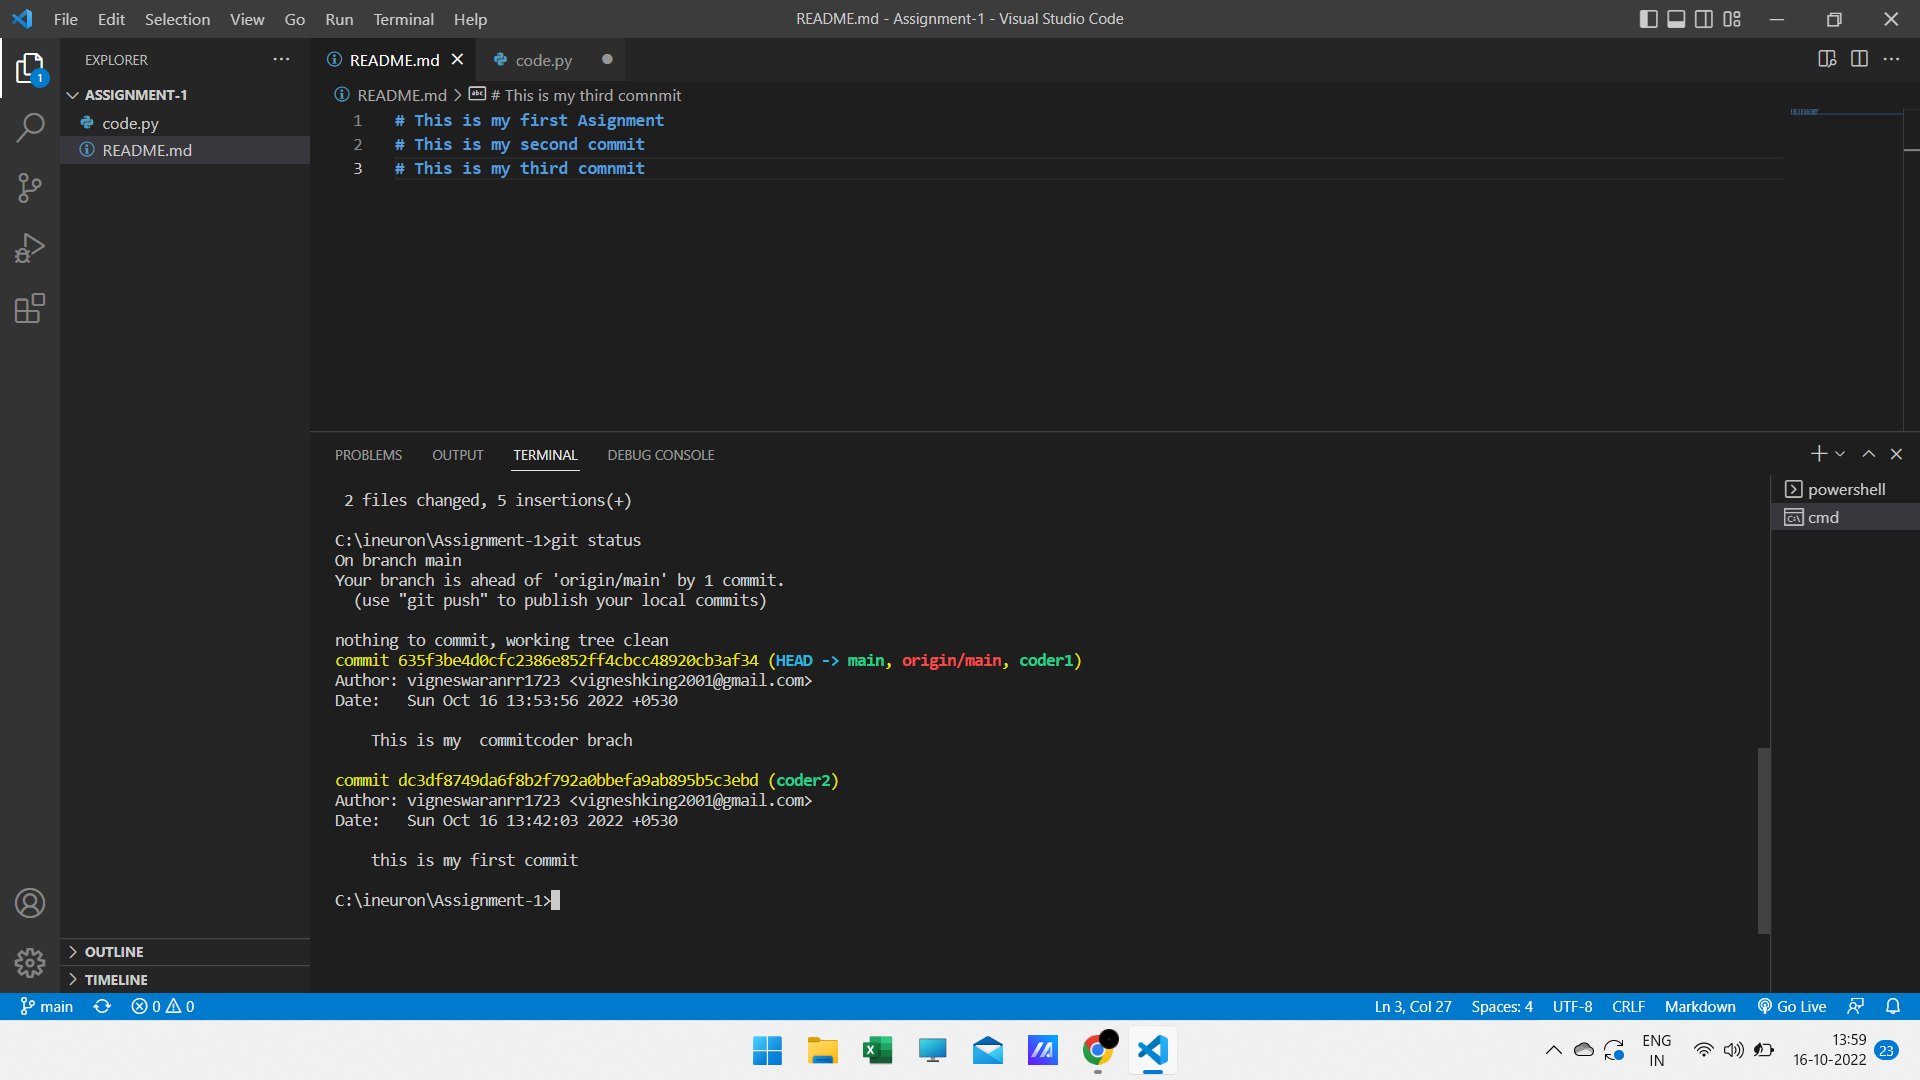 File Edit Selection View Go Run Terminal Help
README.md - Assignment-1 - Visual Studio Code
EXPLORER
ASSIGNMENT-1
code.py
README.md
1
README.md
code.py
README.md > # This is my third comnmit
1 # This is my first Asignment
2 # This is my second commit
3 # This is my third comnmit
PROBLEMS OUTPUT TERMINAL DEBUG CONSOLE
powershell
cmd
2 files changed, 5 insertions(+)
C:\ineuron\Assignment-1>git status
On branch main
Your branch is ahead of 'origin/main' by 1 commit.
(use "git push" to publish your local commits)
nothing to commit, working tree clean
commit 635f3be4d0cfc2386e852ff4cbcc48920cb3af34 (HEAD -> main, origin/main, coder1)
Author: vigneswaranrr1723 <vigneshking2001@gmail.com>
Date:   Sun Oct 16 13:53:56 2022 +0530
This is my  commitcoder brach
commit dc3df8749da6f8b2f792a0bbefa9ab895b5c3ebd (coder2)
Author: vigneswaranrr1723 <vigneshking2001@gmail.com>
Date:   Sun Oct 16 13:42:03 2022 +0530
this is my first commit
C:\ineuron\Assignment-1>
OUTLINE
TIMELINE
main 0 0
Ln 3, Col 27 Spaces: 4 UTF-8 CRLF Markdown Go Live
ENG
IN
13:59
16-10-2022
23